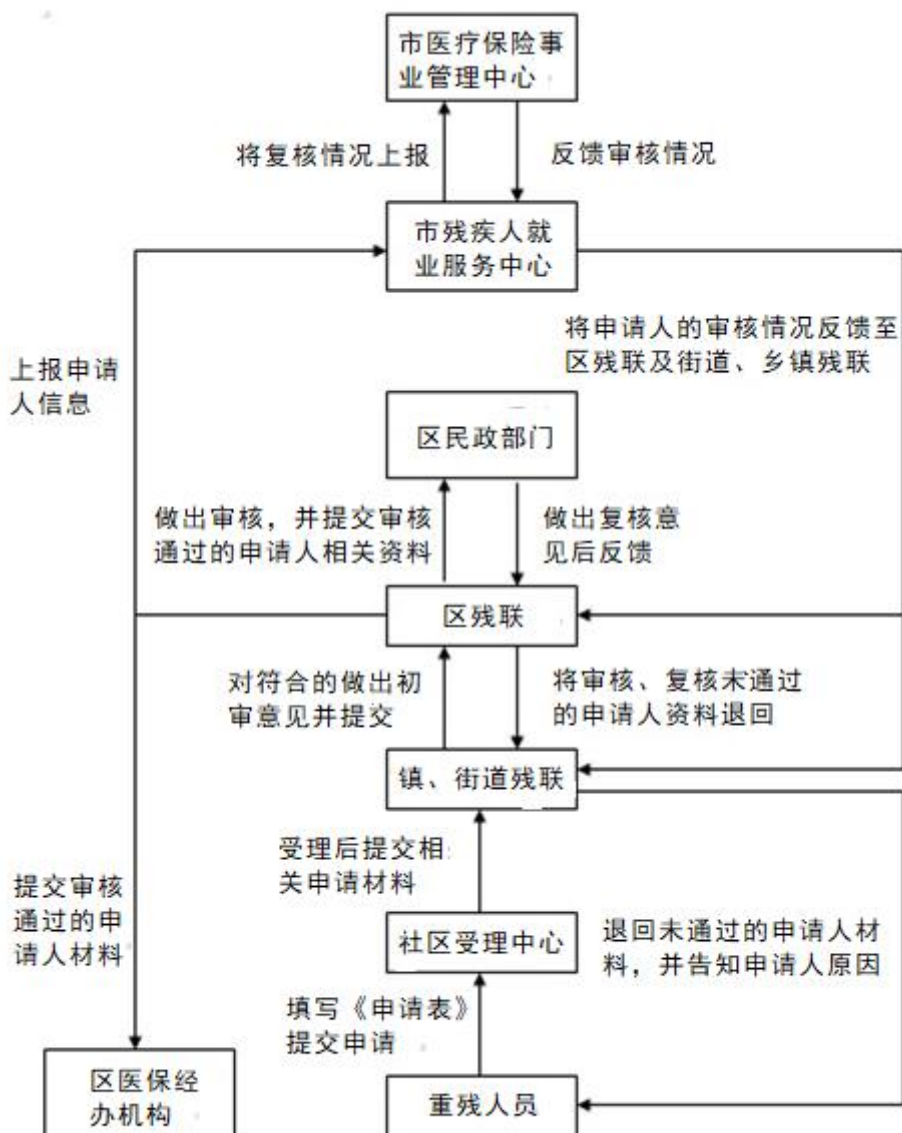 市医疗保险事
业管理中心
将复核情况上报
反馈审核情况
市残疾人就
业服务中心
将申请人的审核情况反馈至
区残联及街道、乡镇残联
上报申请
人信息
区民政部门
做出审核，并提交审核
通过的申请人相关资料
做出复核意
见后反馈
区残联
对符合的做出初
审意见并提交
将审核、复核末通过
的申请人资料退回
镇、街道残联
受理后提交相
关申请材料
提交审核
通过的申
请人材料
社区受理中心
退回未通过的申请人材
料，并告知申请人原因
填写《申请表》
提交申请
区医保经
办机构
重残人员